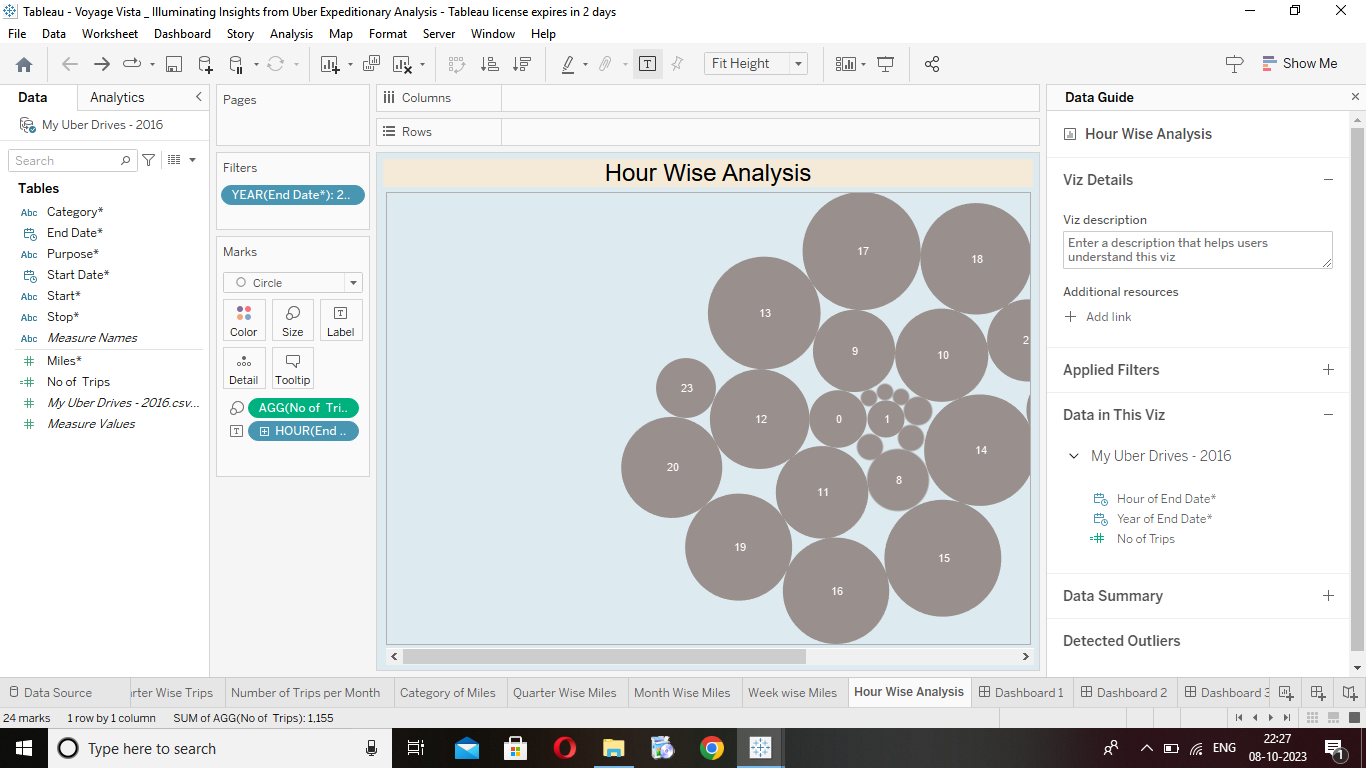 Tableau - Voyage Vista _ Illuminating Insights from Uber Expeditionary Analysis - Tableau license expires in 2 days
File Data Worksheet Dashboard Story Analysis Map Format Server Window Help
Fit Height
Show Me
Data Analytics
My Uber Drives - 2016
Search
Tables
Abc Category*
End Date*
Abc Purpose*
Start Date*
Abc Start*
Abc Stop*
Abc Measure Names
Miles*
No of Trips
My Uber Drives - 2016.csv...
Measure Values
Pages
Filters
YEAR(End Date*): 2..
Marks
Circle
Color Size Label
Detail Tooltip
AGG(No of Tri..
HOUR(End ..
Columns
Rows
Hour Wise Analysis
17
18
13
9
10
2
23
12
0
1
14
20
11
8
19
16
15
Data Guide
Hour Wise Analysis
Viz Details
Viz description
Enter a description that helps users
understand this viz
Additional resources
Add link
Applied Filters
Data in This Viz
My Uber Drives - 2016
Hour of End Date*
Year of End Date*
No of Trips
Data Summary
Detected Outliers
Data Source rter Wise Trips Number of Trips per Month Category of Miles Quarter Wise Miles Month Wise Miles Week wise Miles Hour Wise Analysis Dashboard 1 Dashboard 2 Dashboard 3
24 marks 1 row by 1 column SUM of AGG(No of Trips): 1,155
Type here to search
ENG
22:27
08-10-2023
1